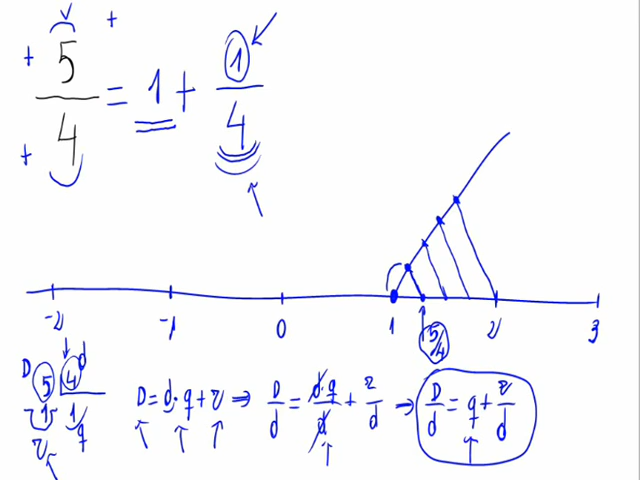 + 5/4 + = 1 + 1/4
+
-2 -1 0 1 5/4 2 3
D 5 | 4 d
r 1 | 1 q
D = d·q + r ⇒ D/d = d·q/d + r/d ⇒ D/d = q + r/d